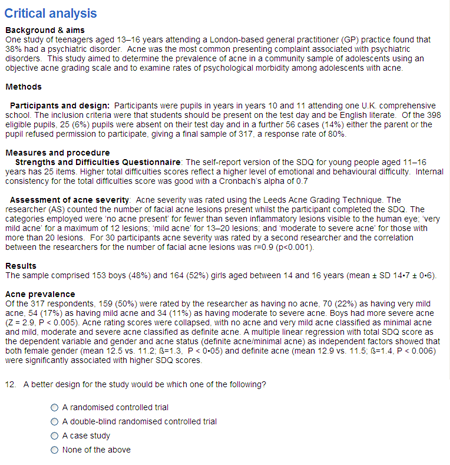 Critical analysis
Background & aims
One study of teenagers aged 13–16 years attending a London-based general practitioner (GP) practice found that
38% had a psychiatric disorder. Acne was the most common presenting complaint associated with psychiatric
disorders. This study aimed to determine the prevalence of acne in a community sample of adolescents using an
objective acne grading scale and to examine rates of psychological morbidity among adolescents with acne.
Methods
Participants and design: Participants were pupils in years in years 10 and 11 attending one U.K. comprehensive
school. The inclusion criteria were that students should be present on the test day and be English literate. Of the 398
eligible pupils, 25 (6%) pupils were absent on their test day and in a further 56 cases (14%) either the parent or the
pupil refused permission to participate, giving a final sample of 317, a response rate of 80%.
Measures and procedure
Strengths and Difficulties Questionnaire: The self-report version of the SDQ for young people aged 11–16
years has 25 items. Higher total difficulties scores reflect a higher level of emotional and behavioural difficulty. Internal
consistency for the total difficulties score was good with a Cronbach's alpha of 0.7
Assessment of acne severity: Acne severity was rated using the Leeds Acne Grading Technique. The
researcher (AS) counted the number of facial acne lesions present whilst the participant completed the SDQ. The
categories employed were 'no acne present' for fewer than seven inflammatory lesions visible to the human eye; 'very
mild acne' for a maximum of 12 lesions; 'mild acne' for 13–20 lesions; and 'moderate to severe acne' for those with
more than 20 lesions. For 30 participants acne severity was rated by a second researcher and the correlation
between the researchers for the number of facial acne lesions was r=0.9 (p<0.001).
Results
The sample comprised 153 boys (48%) and 164 (52%) girls aged between 14 and 16 years (mean ± SD 14•7 ± 0•6).
Acne prevalence
Of the 317 respondents, 159 (50%) were rated by the researcher as having no acne, 70 (22%) as having very mild
acne, 54 (17%) as having mild acne and 34 (11%) as having moderate to severe acne. Boys had more severe acne
(Z = 2.9, P < 0.005). Acne rating scores were collapsed, with no acne and very mild acne classified as minimal acne
and mild, moderate and severe acne classified as definite acne. A multiple linear regression with total SDQ score as
the dependent variable and gender and acne status (definite acne/minimal acne) as independent factors showed that
both female gender (mean 12.5 vs. 11.2; ß=1.3, P < 0•05) and definite acne (mean 12.9 vs. 11.5; ß=1.4, P < 0.006)
were significantly associated with higher SDQ scores.
12. A better design for the study would be which one of the following?
A randomised controlled trial
A double-blind randomised controlled trial
A case study
None of the above